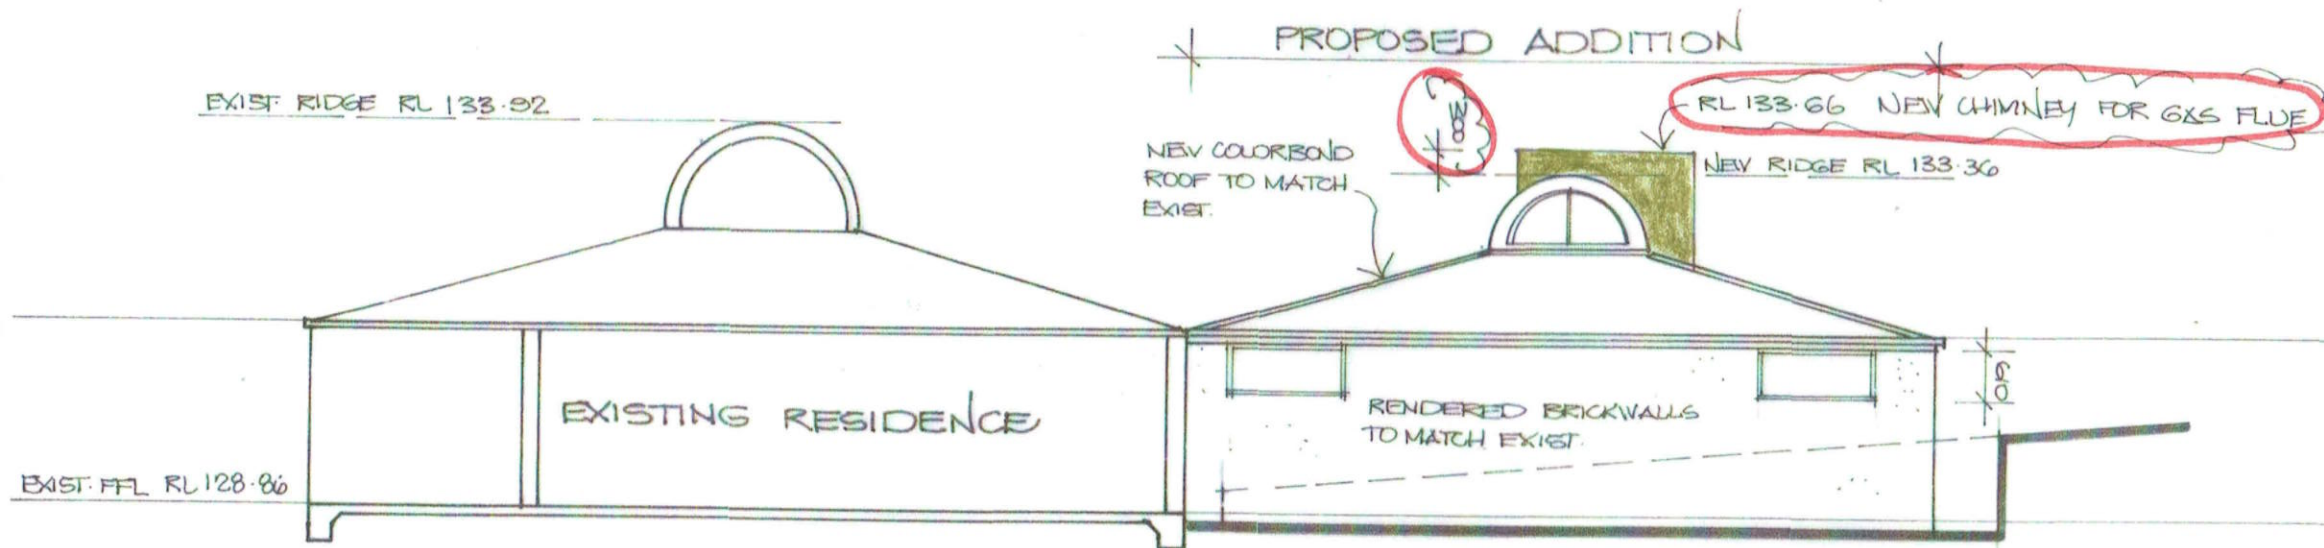 PROPOSED ADDITION
EXIST. RIDGE RL 133.92
300
RL 133.66 NEW CHIMNEY FOR GAS FLUE
NEW COLORBOND
ROOF TO MATCH
EXIST.
NEW RIDGE RL 133.36
600
EXISTING RESIDENCE
RENDERED BRICKWALLS
TO MATCH EXIST.
EXIST. FFL RL 128.86